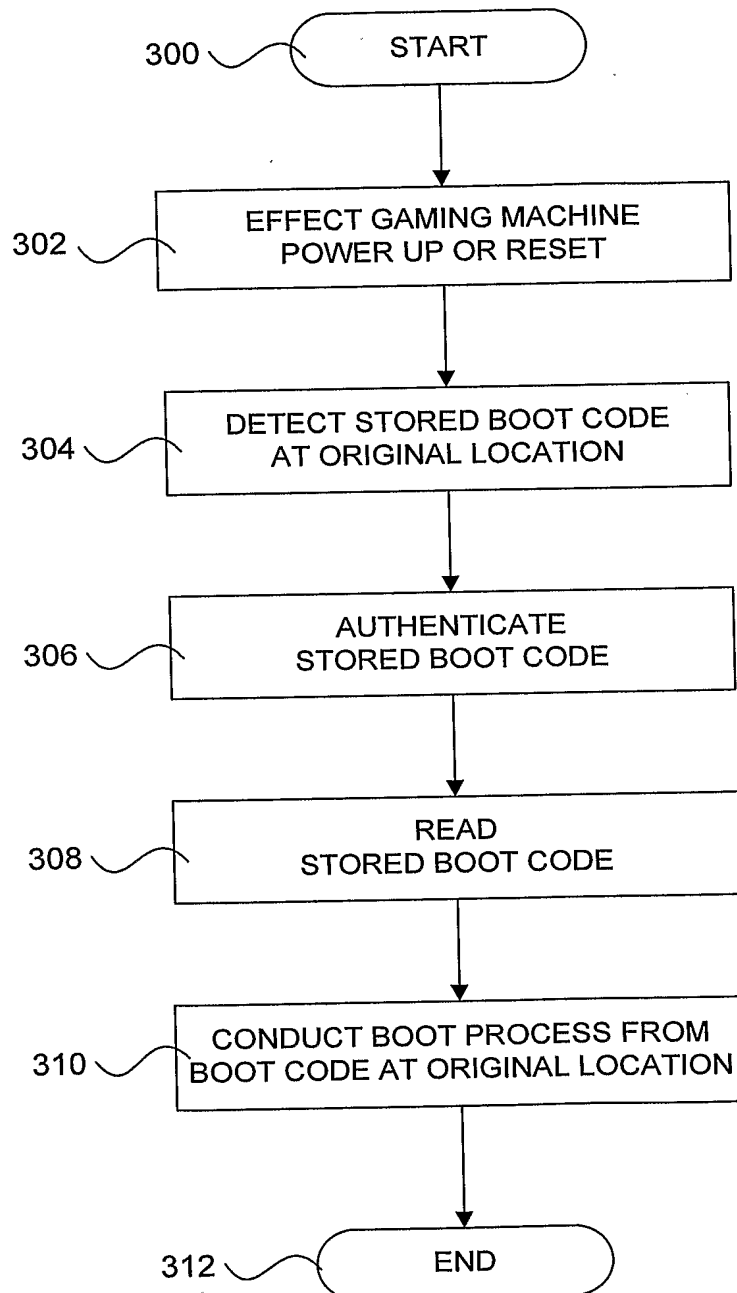 300
START
302
EFFECT GAMING MACHINE
POWER UP OR RESET
304
DETECT STORED BOOT CODE
AT ORIGINAL LOCATION
306
AUTHENTICATE
STORED BOOT CODE
308
READ
STORED BOOT CODE
310
CONDUCT BOOT PROCESS FROM
BOOT CODE AT ORIGINAL LOCATION
312
END